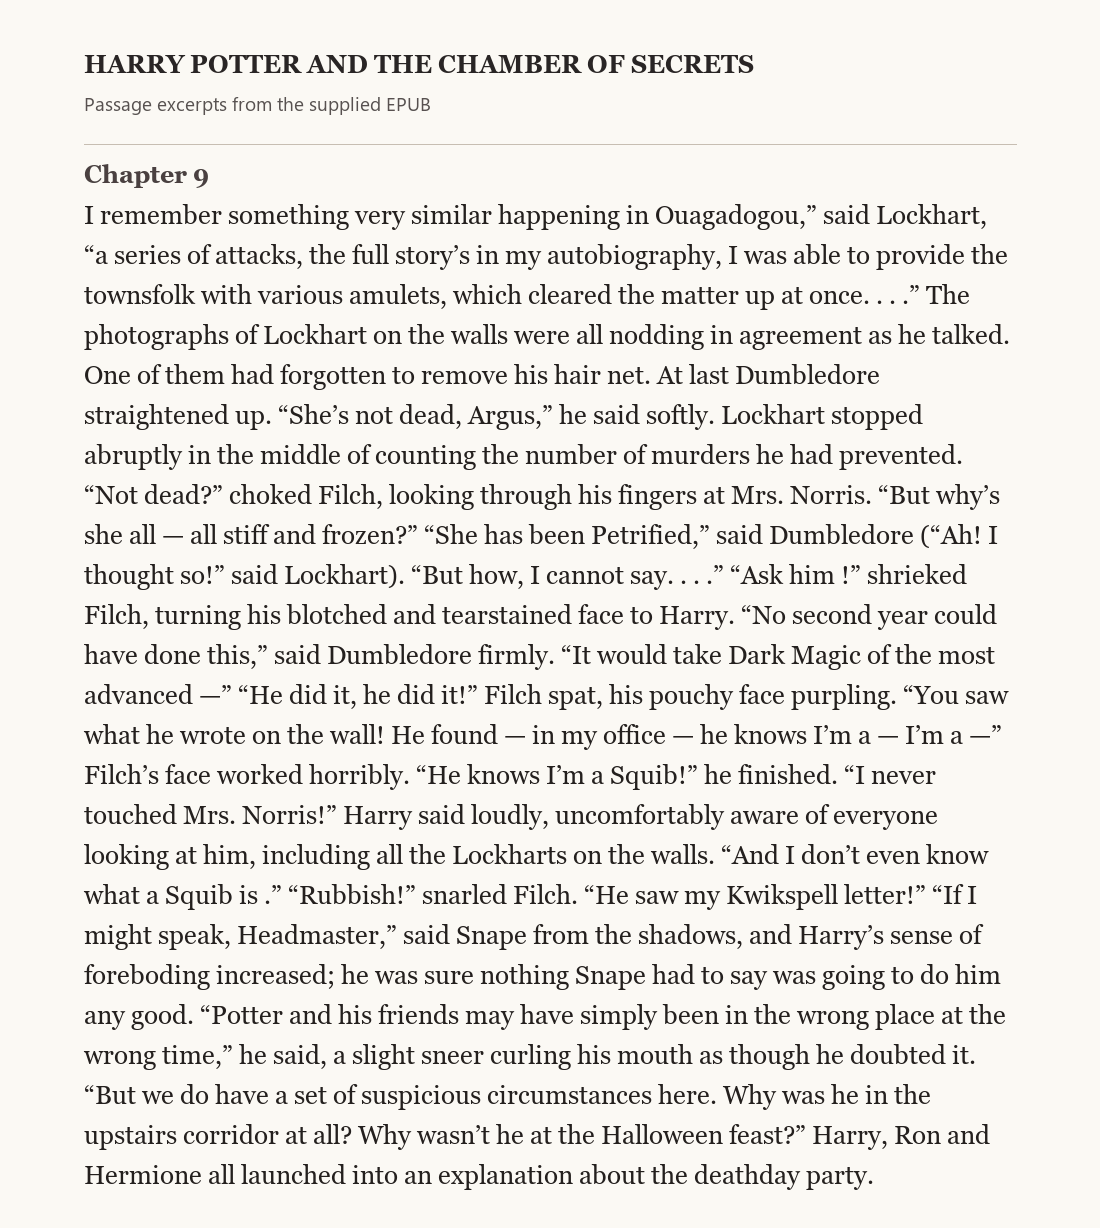 HARRY POTTER AND THE CHAMBER OF SECRETS
Passage excerpts from the supplied EPUB
Chapter 9
I remember something very similar happening in Ouagadogou,” said Lockhart,
“a series of attacks, the full story’s in my autobiography, I was able to provide the
townsfolk with various amulets, which cleared the matter up at once. . . .” The
photographs of Lockhart on the walls were all nodding in agreement as he talked.
One of them had forgotten to remove his hair net. At last Dumbledore
straightened up. “She’s not dead, Argus,” he said softly. Lockhart stopped
abruptly in the middle of counting the number of murders he had prevented.
“Not dead?” choked Filch, looking through his fingers at Mrs. Norris. “But why’s
she all — all stiff and frozen?” “She has been Petrified,” said Dumbledore (“Ah! I
thought so!” said Lockhart). “But how, I cannot say. . . .” “Ask him !” shrieked
Filch, turning his blotched and tearstained face to Harry. “No second year could
have done this,” said Dumbledore firmly. “It would take Dark Magic of the most
advanced —” “He did it, he did it!” Filch spat, his pouchy face purpling. “You saw
what he wrote on the wall! He found — in my office — he knows I’m a — I’m a —”
Filch’s face worked horribly. “He knows I’m a Squib!” he finished. “I never
touched Mrs. Norris!” Harry said loudly, uncomfortably aware of everyone
looking at him, including all the Lockharts on the walls. “And I don’t even know
what a Squib is .” “Rubbish!” snarled Filch. “He saw my Kwikspell letter!” “If I
might speak, Headmaster,” said Snape from the shadows, and Harry’s sense of
foreboding increased; he was sure nothing Snape had to say was going to do him
any good. “Potter and his friends may have simply been in the wrong place at the
wrong time,” he said, a slight sneer curling his mouth as though he doubted it.
“But we do have a set of suspicious circumstances here. Why was he in the
upstairs corridor at all? Why wasn’t he at the Halloween feast?” Harry, Ron and
Hermione all launched into an explanation about the deathday party.